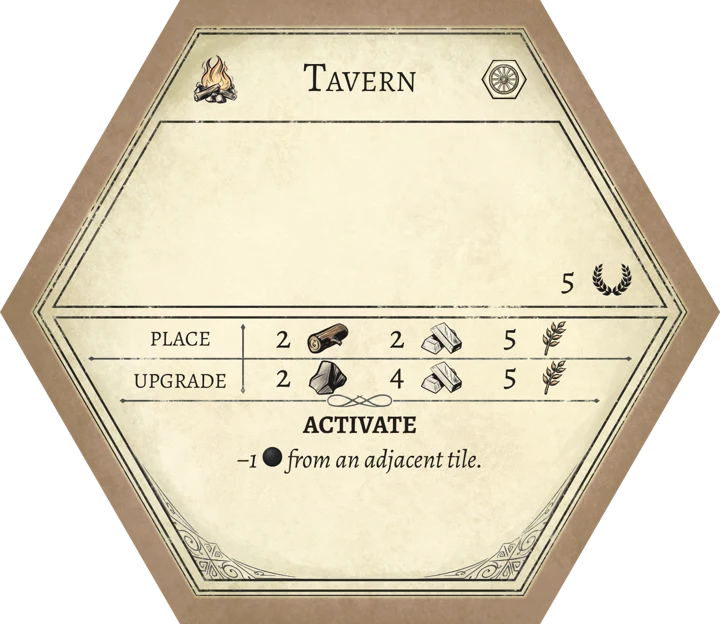 Tavern
5
PLACE 2 2 5
UPGRADE 2 4 5
ACTIVATE
–1 from an adjacent tile.